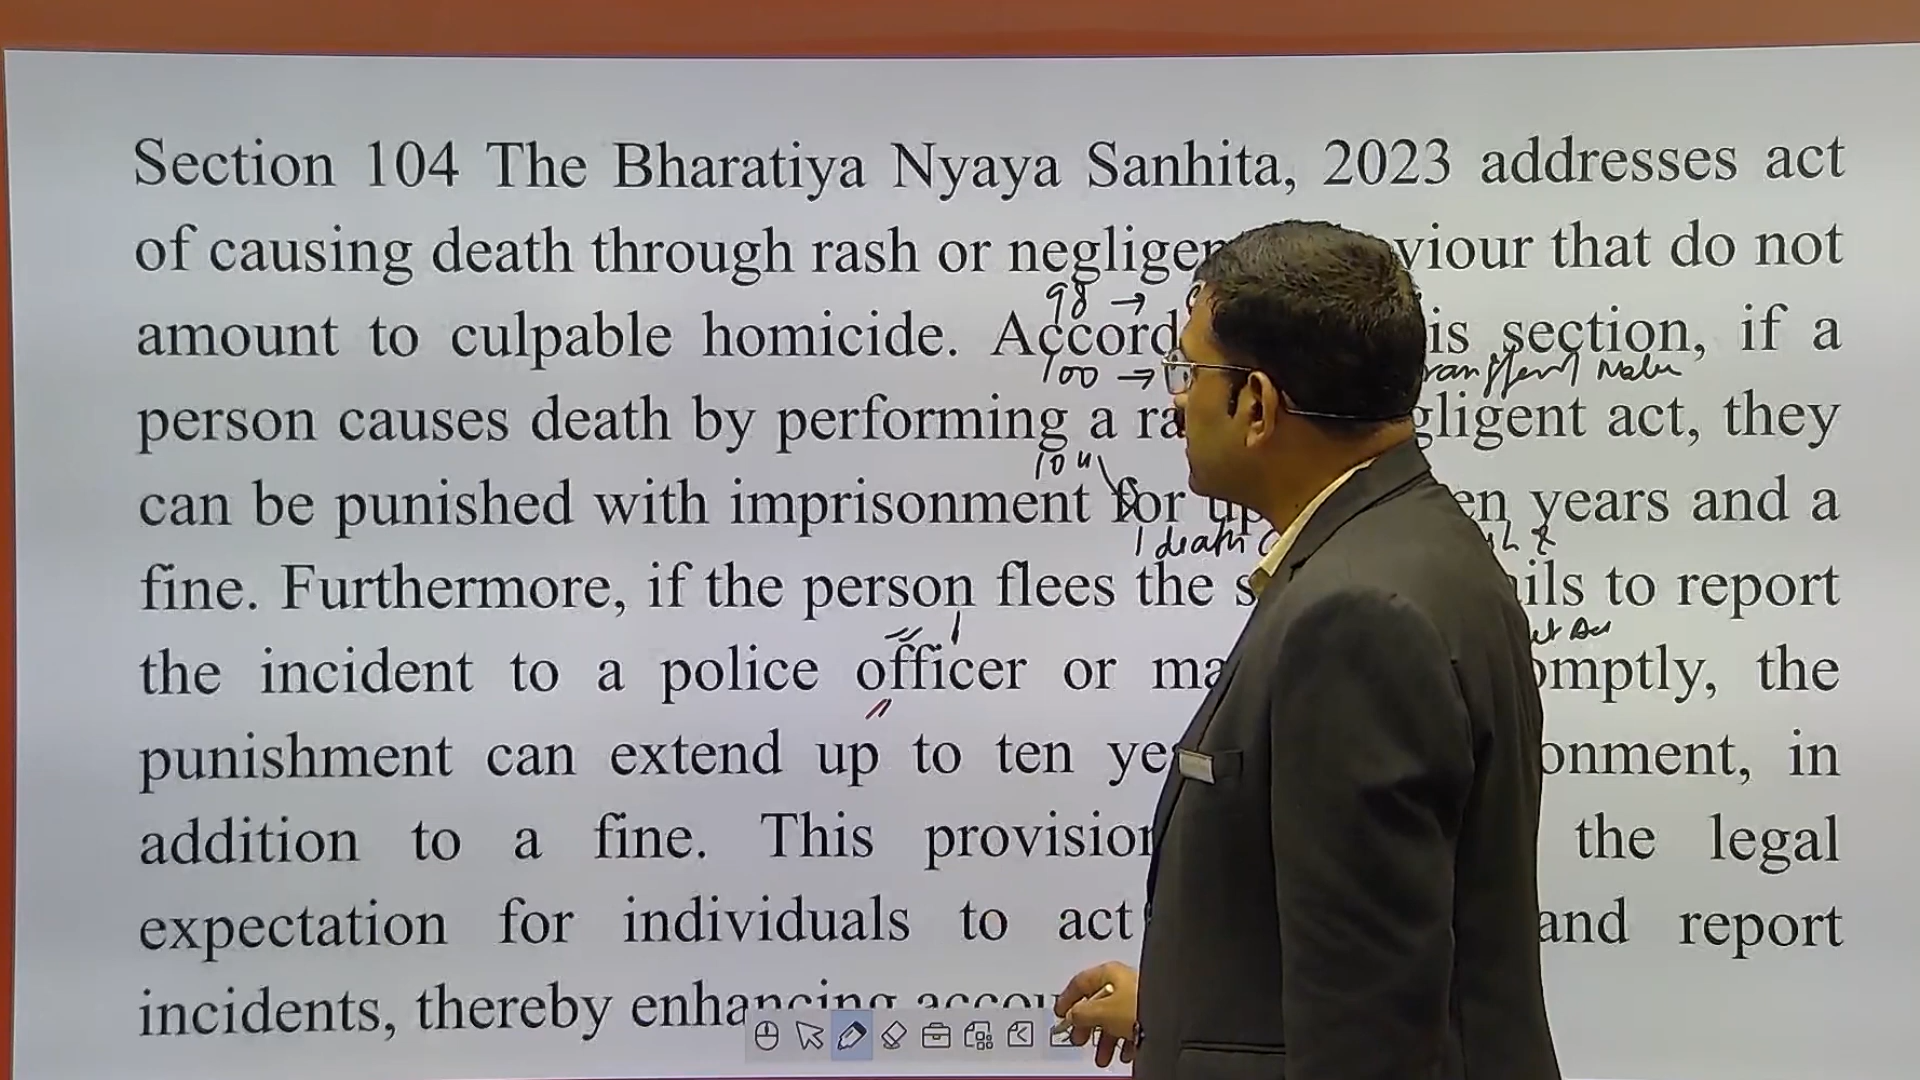 Section 104 The Bharatiya Nyaya Sanhita, 2023 addresses act
of causing death through rash or neglige viour that do not
98 →
amount to culpable homicide. Accord is section, if a
100 →
person causes death by performing a ra gligent act, they
104
can be punished with imprisonment for up en years and a
death
fine. Furthermore, if the person flees the s ils to report
the incident to a police officer or ma omptly, the
punishment can extend up to ten ye onment, in
addition to a fine. This provision the legal
expectation for individuals to act and report
incidents, thereby enhancing accou